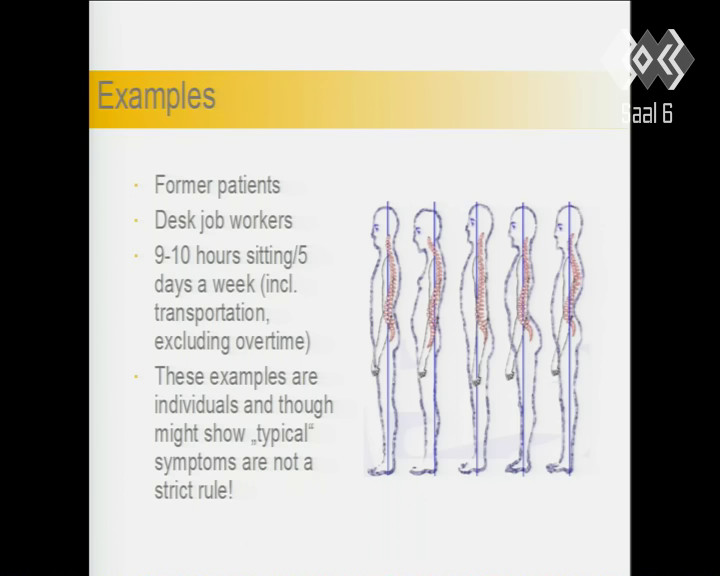 Examples
Saal 6
· Former patients
· Desk job workers
· 9-10 hours sitting/5
days a week (incl.
transportation,
excluding overtime)
· These examples are
individuals and though
might show „typical“
symptoms are not a
strict rule!